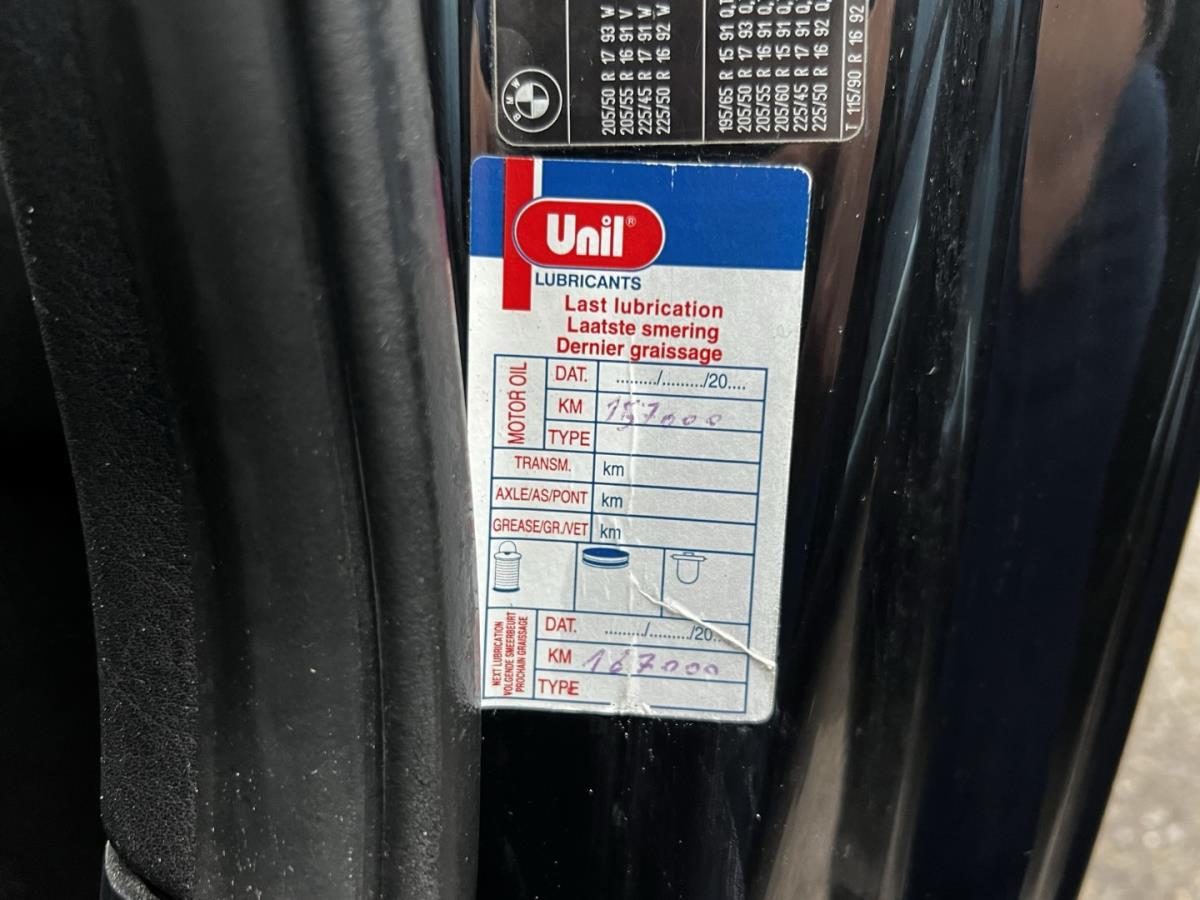 BMW
205/50 R 17 93 W
205/55 R 16 91 V
225/45 R 17 91 W
225/50 R 16 92 W
195/65 R 15 91 Q,T
205/50 R 17 93 Q
205/55 R 16 91 Q,
205/60 R 15 91 Q,
225/45 R 17 91 Q,
225/50 R 16 92 Q,
T 115/90 R 16 92
Unil®
LUBRICANTS
Last lubrication
Laatste smering
Dernier graissage
MOTOR OIL
DAT. ........./........./20....
KM 157000
TYPE
TRANSM. km
AXLE/AS/PONT km
GREASE/GR./VET km
NEXT LUBRICATION
VOLGENDE SMEERBEURT
PROCHAIN GRAISSAGE
DAT. ........./........./20..
KM 167000
TYPE